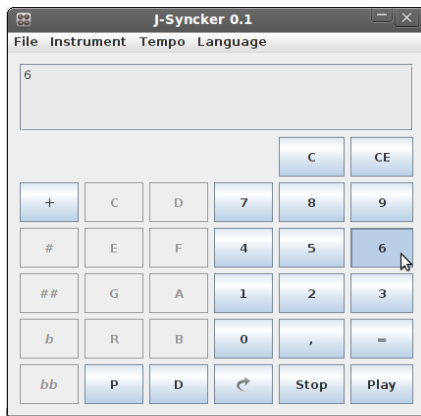 J-Syncker 0.1
File Instrument Tempo Language
6
C CE
+ C D 7 8 9
# E F 4 5 6
## G A 1 2 3
b R B 0 , =
bb P D Stop Play